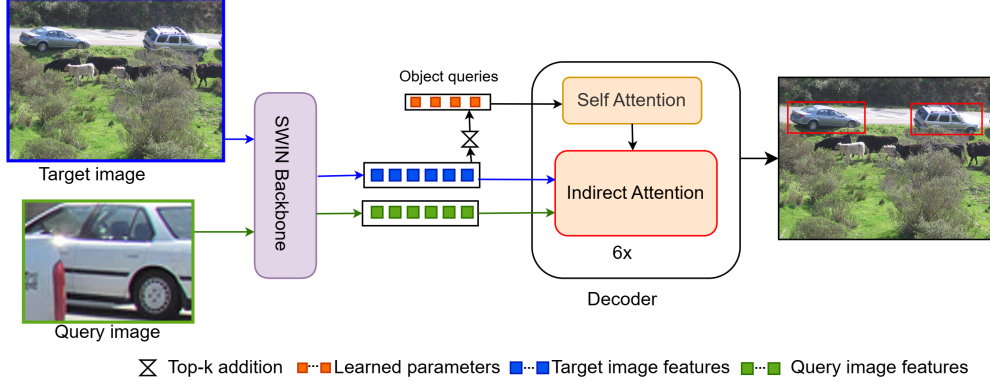 Target image
Query image
SWIN Backbone
Object queries
Self Attention
Indirect Attention
6x
Decoder
Top-k addition
Learned parameters
Target image features
Query image features